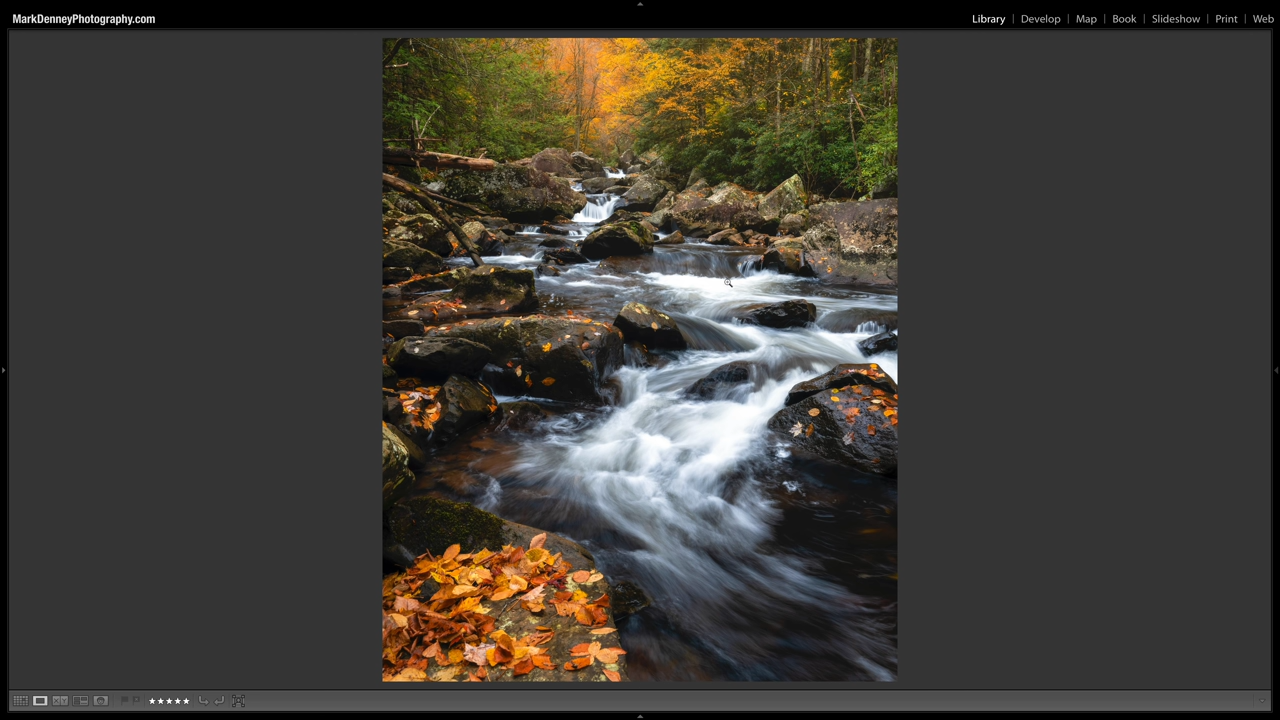 MarkDenneyPhotography.com
Library | Develop | Map | Book | Slideshow | Print | Web